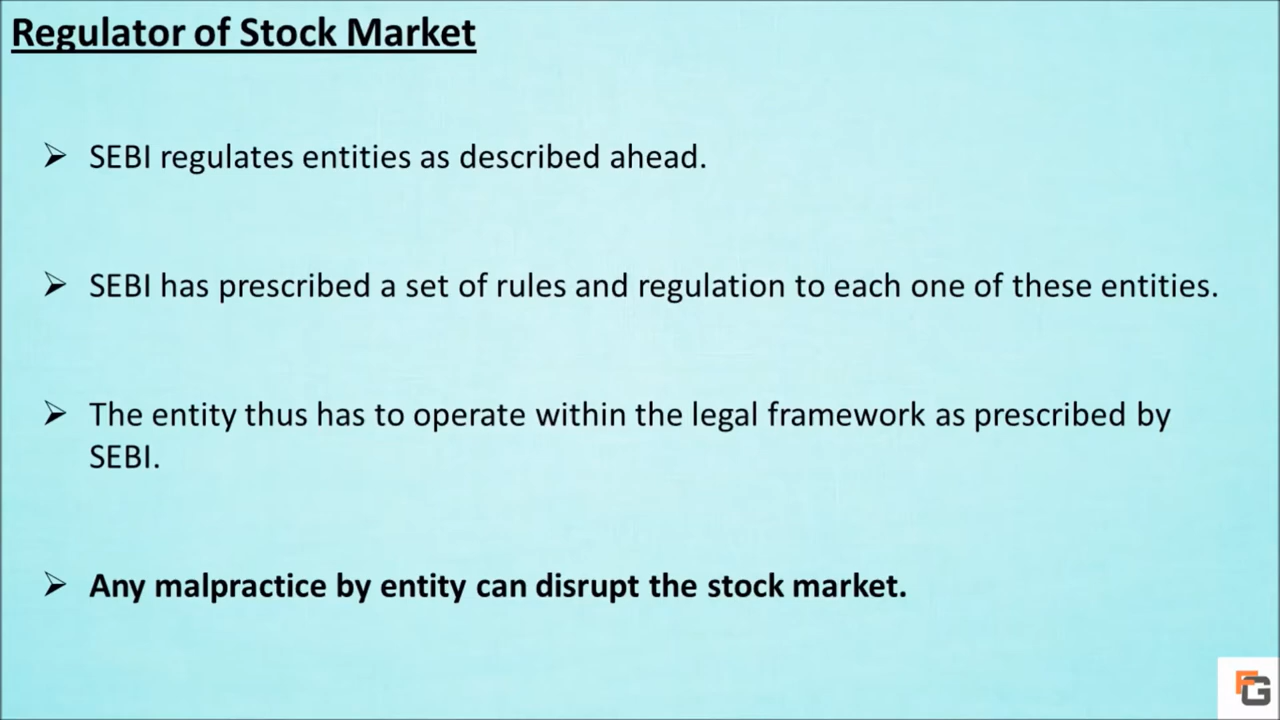 Regulator of Stock Market
SEBI regulates entities as described ahead.
SEBI has prescribed a set of rules and regulation to each one of these entities.
The entity thus has to operate within the legal framework as prescribed by
SEBI.
Any malpractice by entity can disrupt the stock market.
FG